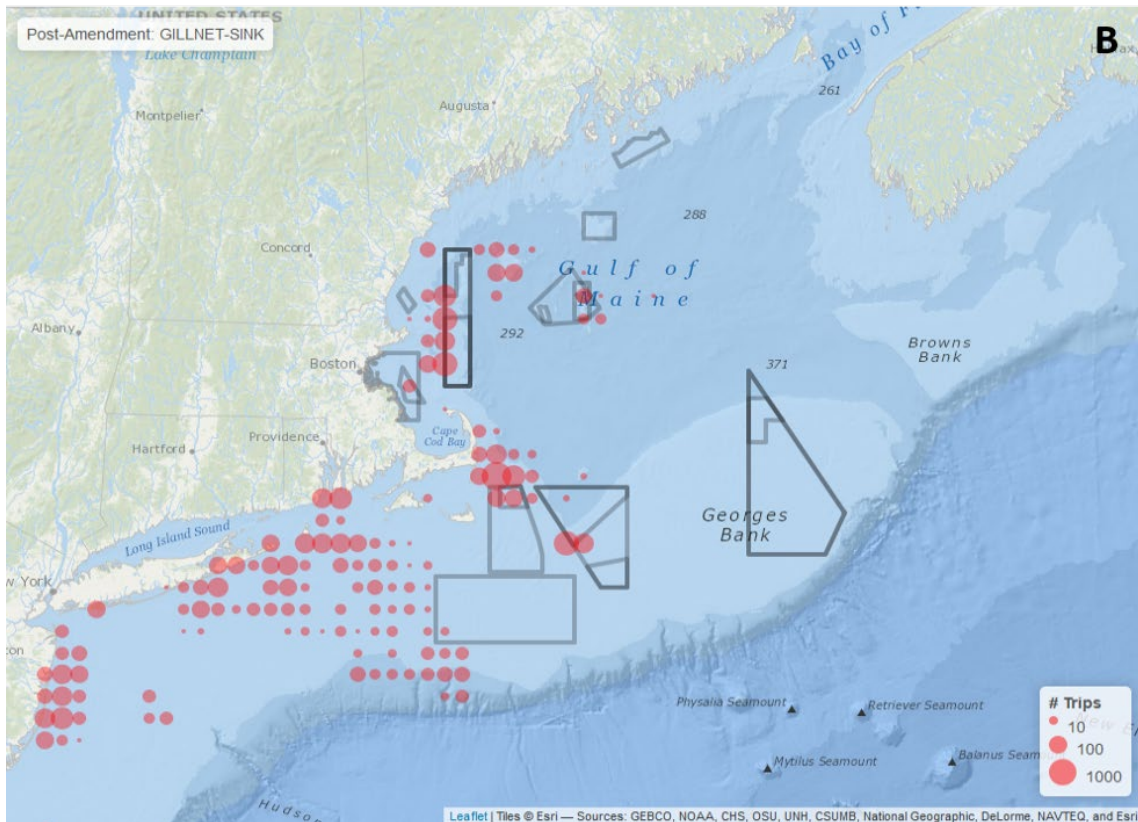 UNITED STATES
Post-Amendment: GILLNET-SINK
Lake Champlain
B
Bay of F
Montpelier
Augusta
261
288
Concord
Gulf of
Maine
Albany
292
Boston
Browns
Bank
371
Cape
Cod Bay
Hartford
Providence
Georges
Bank
Long Island Sound
w York
Physalia Seamount
Retriever Seamount
# Trips
10
100
1000
Mytilus Seamount
Balanus Seamou
Hudso
Leaflet | Tiles © Esri — Sources: GEBCO, NOAA, CHS, OSU, UNH, CSUMB, National Geographic, DeLorme, NAVTEQ, and Esri